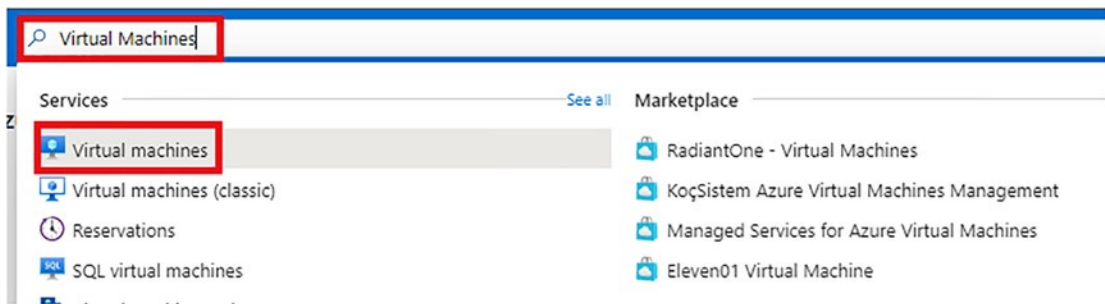 Virtual Machines
Services
See all
Virtual machines
Virtual machines (classic)
Reservations
SQL virtual machines
Marketplace
RadiantOne - Virtual Machines
KoçSistem Azure Virtual Machines Management
Managed Services for Azure Virtual Machines
Eleven01 Virtual Machine